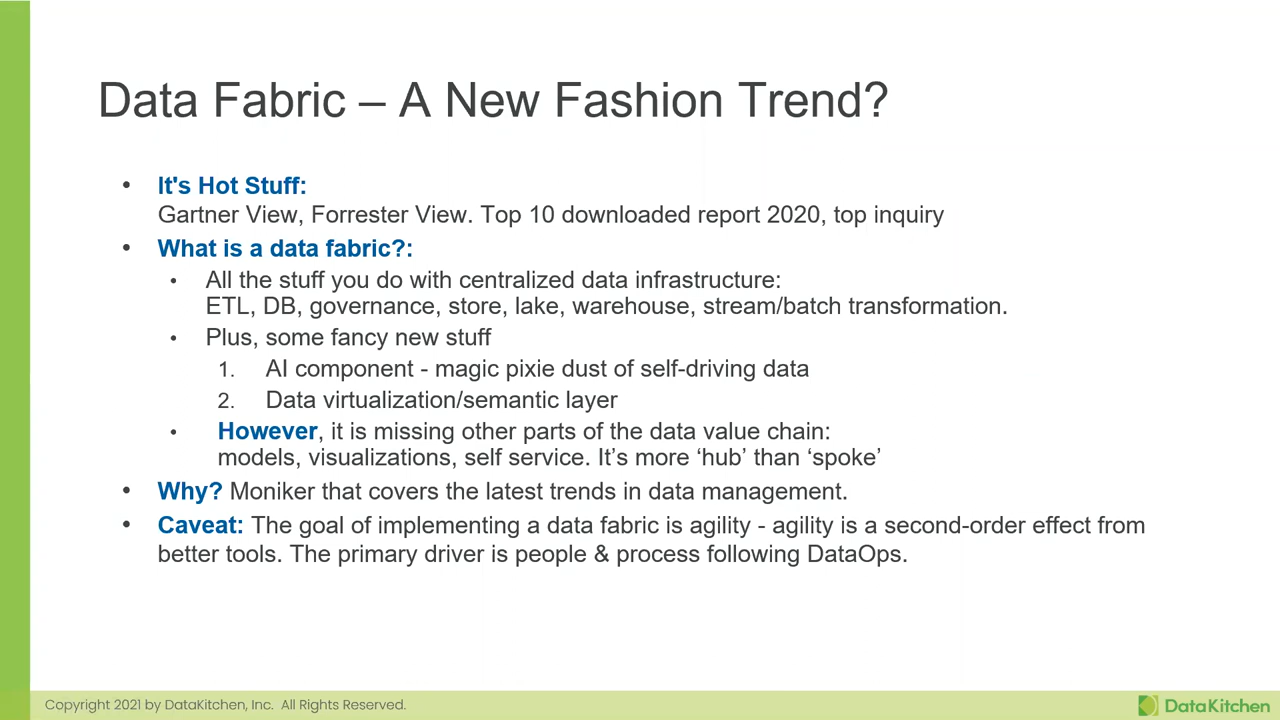 Data Fabric – A New Fashion Trend?
• It's Hot Stuff:
Gartner View, Forrester View. Top 10 downloaded report 2020, top inquiry
• What is a data fabric?:
• All the stuff you do with centralized data infrastructure:
ETL, DB, governance, store, lake, warehouse, stream/batch transformation.
• Plus, some fancy new stuff
1. AI component - magic pixie dust of self-driving data
2. Data virtualization/semantic layer
• However, it is missing other parts of the data value chain:
models, visualizations, self service. It’s more ‘hub’ than ‘spoke’
• Why? Moniker that covers the latest trends in data management.
• Caveat: The goal of implementing a data fabric is agility - agility is a second-order effect from
better tools. The primary driver is people & process following DataOps.
Copyright 2021 by DataKitchen, Inc. All Rights Reserved.
DataKitchen